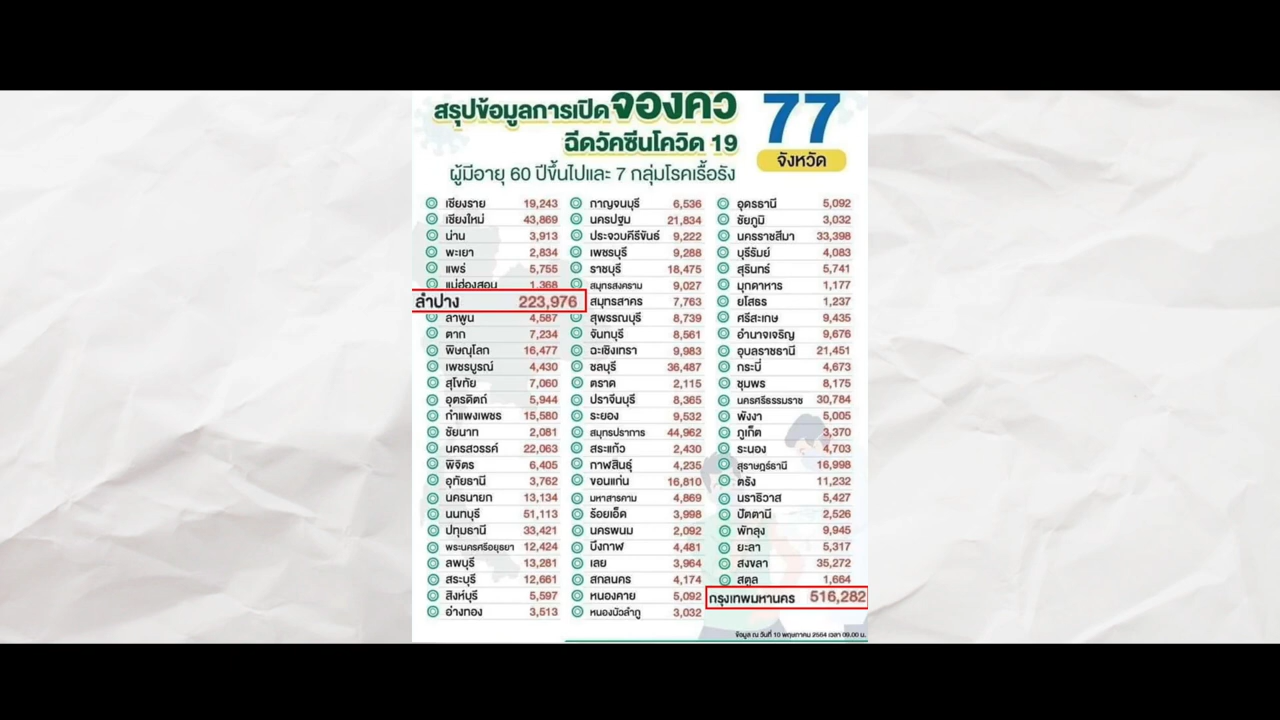 สรุปข้อมูลการเปิดจองคิว
ฉีดวัคซีนโควิด 19
77
จังหวัด
ผู้มีอายุ 60 ปีขึ้นไปและ 7 กลุ่มโรคเรื้อรัง
เชียงราย 19,243
เชียงใหม่ 43,869
น่าน 3,913
พะเยา 2,834
แพร่ 5,755
แม่ฮ่องสอน 1,368
ลำปาง 223,976
ลำพูน 4,587
ตาก 7,234
พิษณุโลก 16,477
เพชรบูรณ์ 4,430
สุโขทัย 7,060
อุตรดิตถ์ 5,944
กำแพงเพชร 15,580
ชัยนาท 2,081
นครสวรรค์ 22,063
พิจิตร 6,405
อุทัยธานี 3,762
นครนายก 13,134
นนทบุรี 51,113
ปทุมธานี 33,421
พระนครศรีอยุธยา 12,424
ลพบุรี 13,281
สระบุรี 12,661
สิงห์บุรี 5,597
อ่างทอง 3,513
กาญจนบุรี 6,536
นครปฐม 21,834
ประจวบคีรีขันธ์ 9,222
เพชรบุรี 9,288
ราชบุรี 18,475
สมุทรสงคราม 9,027
สมุทรสาคร 7,763
สุพรรณบุรี 8,739
จันทบุรี 8,561
ฉะเชิงเทรา 9,983
ชลบุรี 36,487
ตราด 2,115
ปราจีนบุรี 8,365
ระยอง 9,532
สมุทรปราการ 44,962
สระแก้ว 2,430
กาฬสินธุ์ 4,235
ขอนแก่น 16,810
มหาสารคาม 4,869
ร้อยเอ็ด 3,998
นครพนม 2,092
บึงกาฬ 4,481
เลย 3,964
สกลนคร 4,174
หนองคาย 5,092
หนองบัวลำภู 3,032
อุดรธานี 5,092
ชัยภูมิ 3,032
นครราชสีมา 33,398
บุรีรัมย์ 4,083
สุรินทร์ 5,741
มุกดาหาร 1,177
ยโสธร 1,237
ศรีสะเกษ 9,435
อำนาจเจริญ 9,676
อุบลราชธานี 21,451
กระบี่ 4,673
ชุมพร 8,175
นครศรีธรรมราช 30,784
พังงา 5,005
ภูเก็ต 3,370
ระนอง 4,703
สุราษฎร์ธานี 16,998
ตรัง 11,232
นราธิวาส 5,427
ปัตตานี 2,526
พัทลุง 9,945
ยะลา 5,317
สงขลา 35,272
สตูล 1,664
กรุงเทพมหานคร 516,282
ข้อมูล ณ วันที่ 10 พฤษภาคม 2564 เวลา 09.00 น.